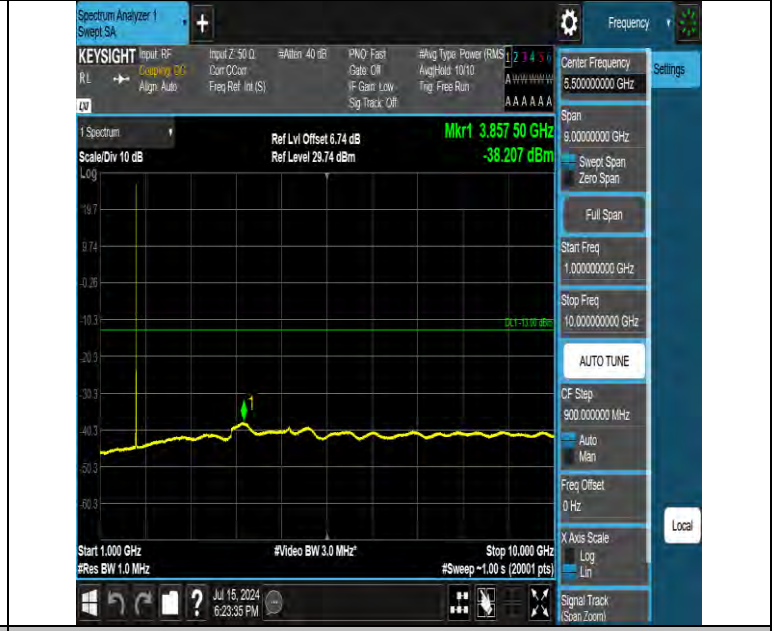 Spectrum Analyzer 1
Swept SA
+
Frequency
KEYSIGHT
RL
Input: RF
Coupling: DC
Align: Auto
Input Z: 50 Ω
Corr CCorr
Freq Ref: Int (S)
#Atten: 40 dB
PNO: Fast
Gate: Off
IF Gain: Low
Sig Track: Off
#Avg Type: Power (RMS
Avg|Hold: 10/10
Trig: Free Run
1 2 3 4 5 6
A W W W W W
A A A A A A
1 Spectrum
Scale/Div 10 dB
Log
Ref Lvl Offset 6.74 dB
Ref Level 29.74 dBm
Mkr1 3.857 50 GHz
-38.207 dBm
19.7
9.74
-0.26
-10.3
-20.3
-30.3
-40.3
-50.3
-60.3
DL1 -13.00 dBm
1
Start 1.000 GHz
#Res BW 1.0 MHz
#Video BW 3.0 MHz*
Stop 10.000 GHz
#Sweep ~1.00 s (20001 pts)
Jul 15, 2024
6:23:35 PM
?
Center Frequency
5.500000000 GHz
Settings
Span
9.00000000 GHz
Swept Span
Zero Span
Full Span
Start Freq
1.000000000 GHz
Stop Freq
10.000000000 GHz
AUTO TUNE
CF Step
900.000000 MHz
Auto
Man
Freq Offset
0 Hz
X Axis Scale
Log
Lin
Local
Signal Track
(Span Zoom)